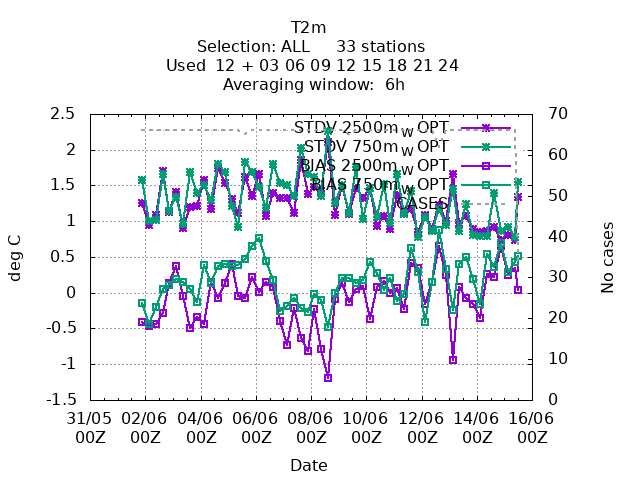 T2m
Selection: ALL 33 stations
Used 12 + 03 06 09 12 15 18 21 24
Averaging window: 6h
STDV 2500m_W OPT
STDV 750m_W OPT
BIAS 2500m_W OPT
BIAS 750m_W OPT
CASES
deg C
2.5
2
1.5
1
0.5
0
-0.5
-1
-1.5
No cases
70
60
50
40
30
20
10
0
31/05 02/06 04/06 06/06 08/06 10/06 12/06 14/06 16/06
00Z 00Z 00Z 00Z 00Z 00Z 00Z 00Z 00Z
Date